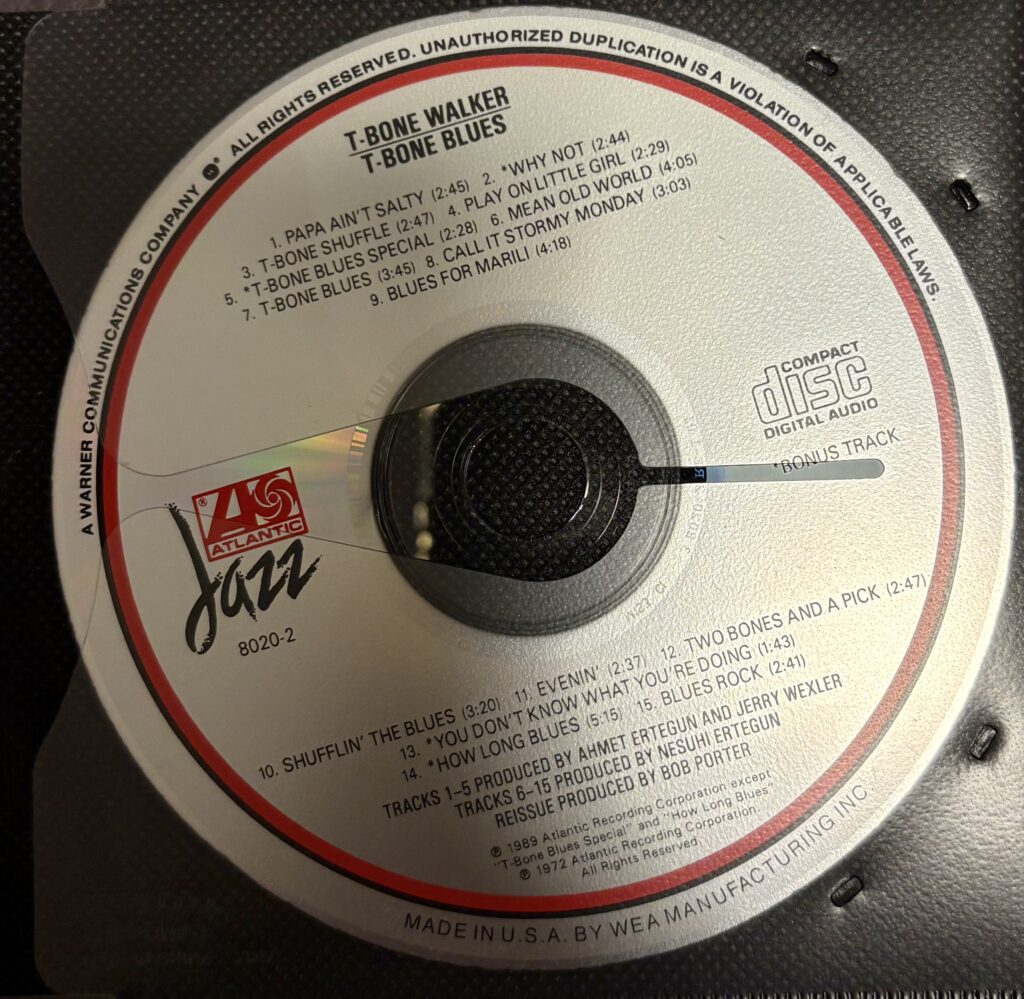 A WARNER COMMUNICATIONS COMPANY ALL RIGHTS RESERVED. UNAUTHORIZED DUPLICATION IS A VIOLATION OF APPLICABLE LAWS.
T-BONE WALKER
T-BONE BLUES
1. PAPA AIN'T SALTY (2:45) 2. *WHY NOT (2:44)
3. T-BONE SHUFFLE (2:47) 4. PLAY ON LITTLE GIRL (2:29)
5. *T-BONE BLUES SPECIAL (2:28) 6. MEAN OLD WORLD (4:05)
7. T-BONE BLUES (3:45) 8. CALL IT STORMY MONDAY (3:03)
9. BLUES FOR MARILI (4:18)
COMPACT
disc
DIGITAL AUDIO
*BONUS TRACK
®
ATLANTIC
Jazz
8020-2
10. SHUFFLIN' THE BLUES (3:20) 11. EVENIN' (2:37) 12. TWO BONES AND A PICK (2:47)
13. *YOU DON'T KNOW WHAT YOU'RE DOING (1:43)
14. *HOW LONG BLUES (5:15) 15. BLUES ROCK (2:41)
TRACKS 1-5 PRODUCED BY AHMET ERTEGUN AND JERRY WEXLER
TRACKS 6-15 PRODUCED BY NESUHI ERTEGUN
REISSUE PRODUCED BY BOB PORTER
℗ 1989 Atlantic Recording Corporation except
"T-Bone Blues Special" and "How Long Blues"
℗ 1972 Atlantic Recording Corporation.
All Rights Reserved.
MADE IN U.S.A. BY WEA MANUFACTURING INC.